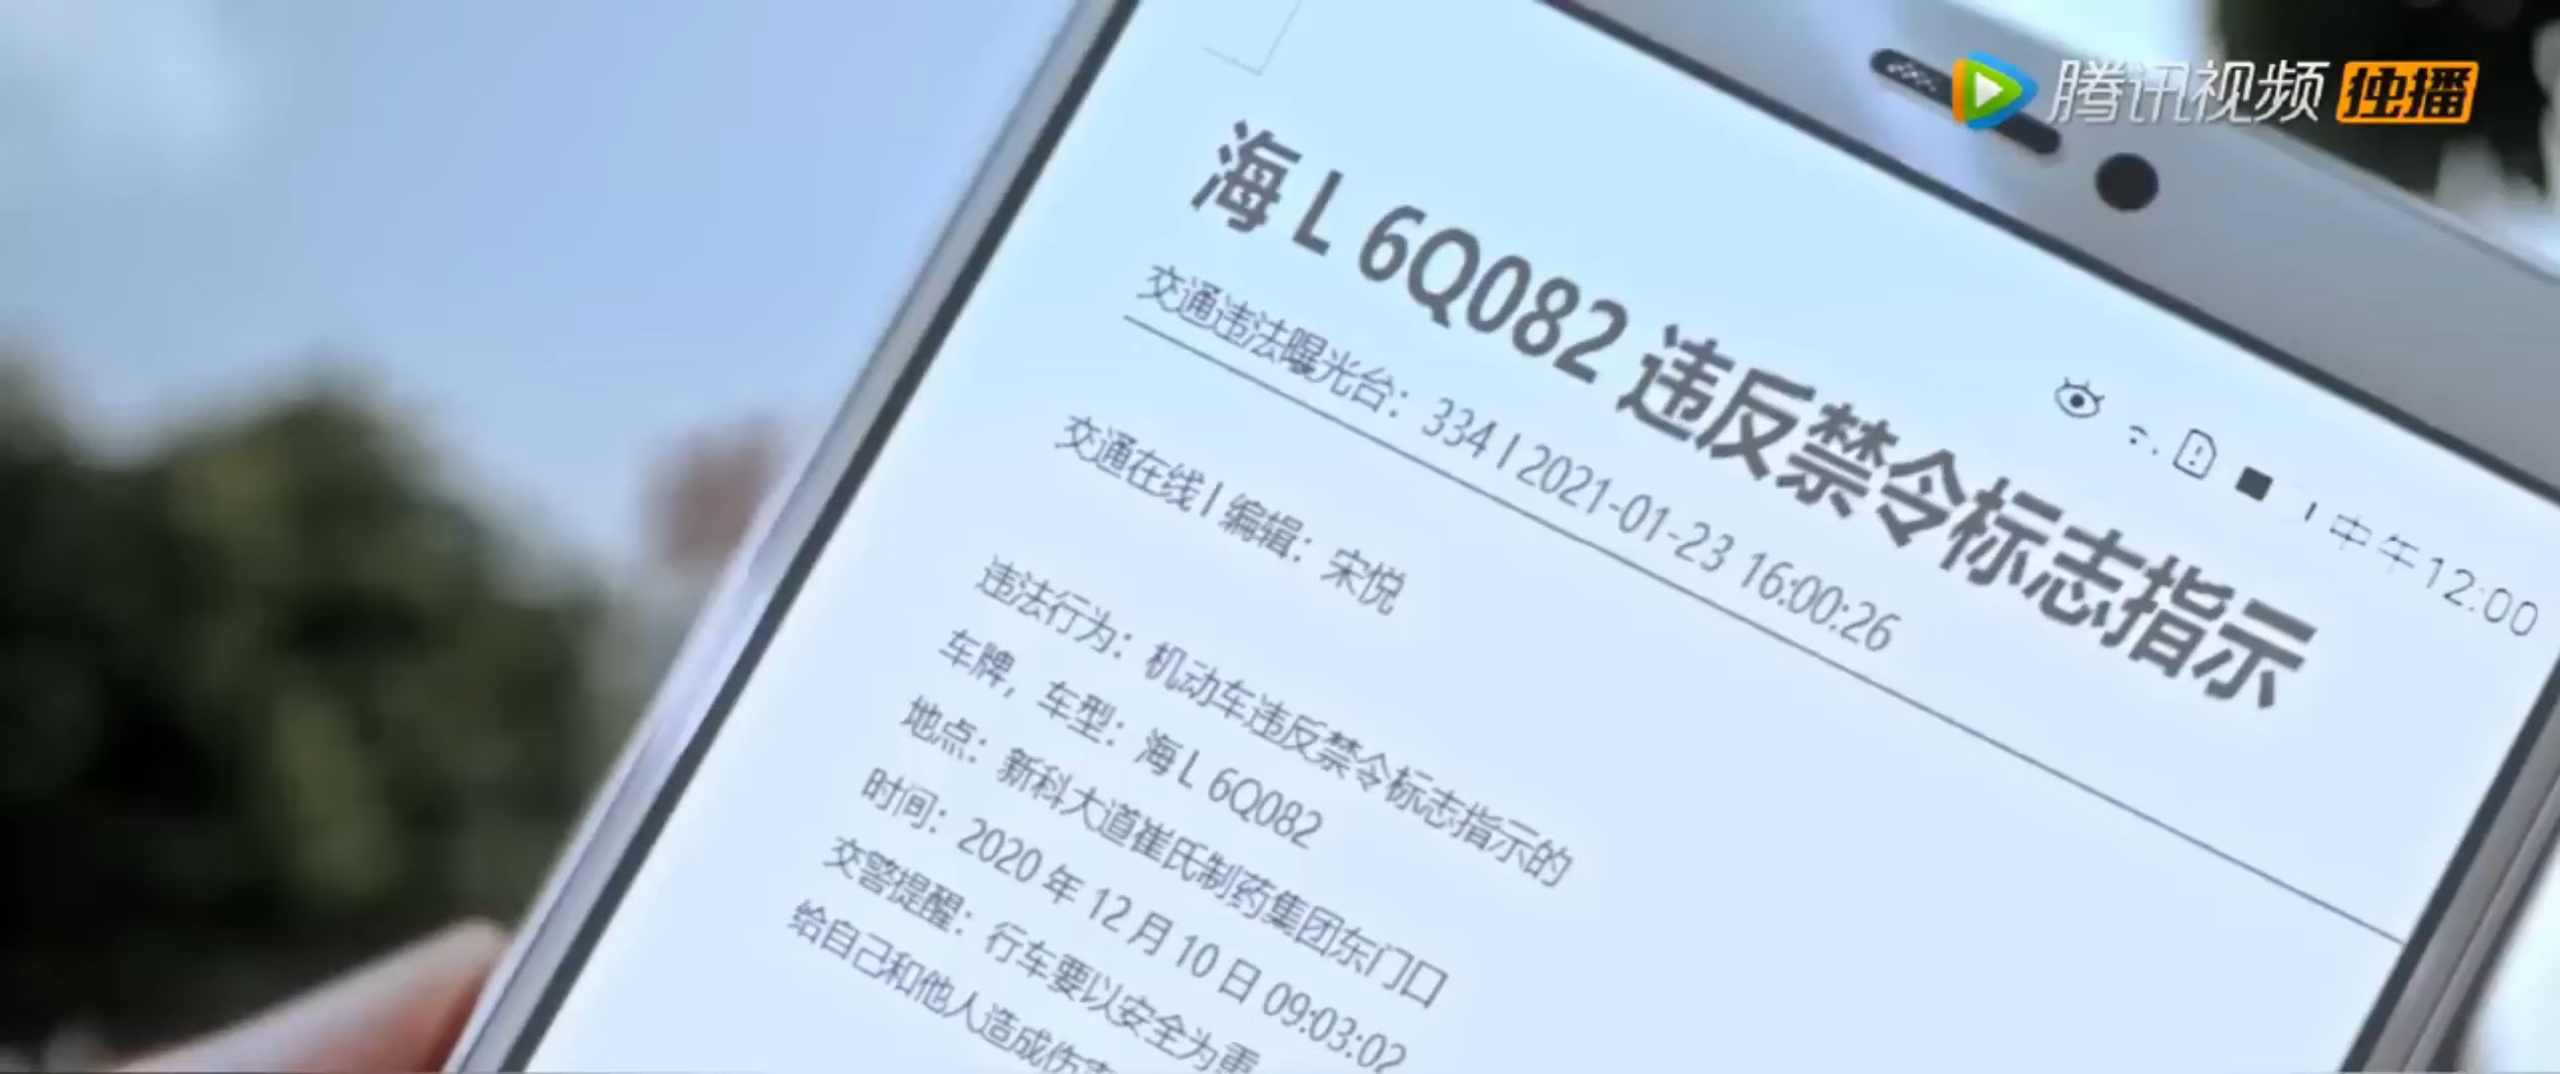 腾讯视频 独播
中午12:00
海 L 6Q082 违反禁令标志指示
交通违法曝光台：334 I 2021-01-23 16:00:26
交通在线 I 编辑：宋悦
违法行为：机动车违反禁令标志指示的
车牌，车型：海 L 6Q082
地点：新科大道崔氏制药集团东门口
时间：2020 年 12 月 10 日 09:03:02
交警提醒：行车要以安全为重
给自己和他人造成伤害